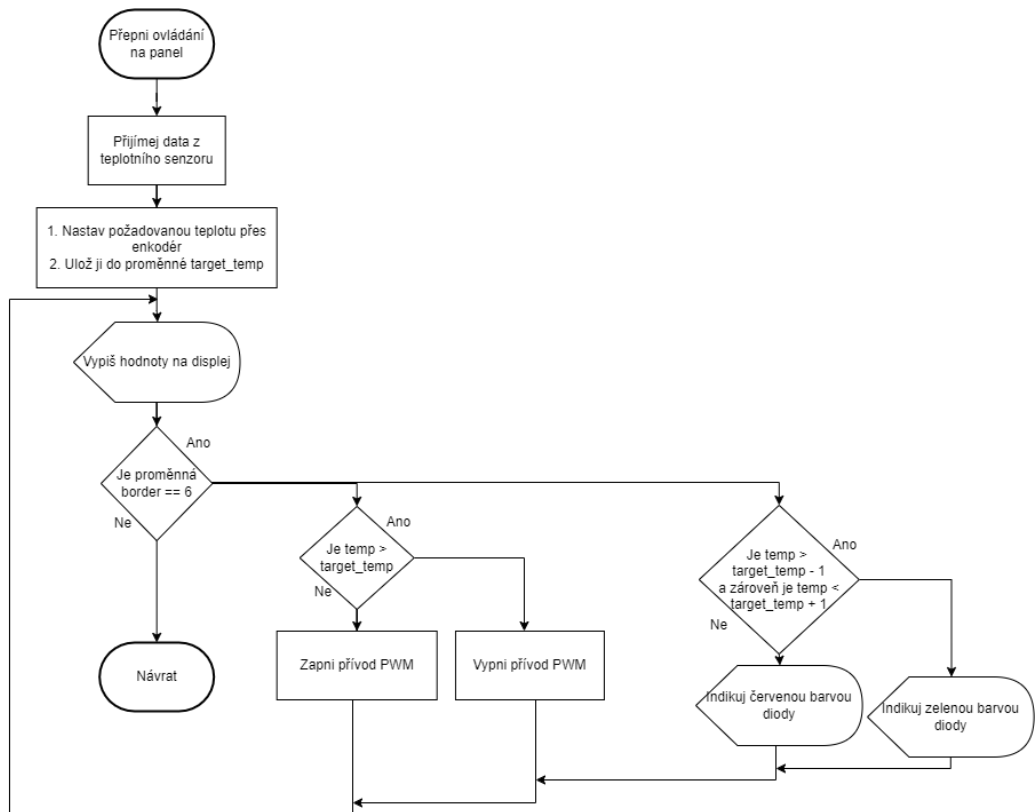 Přepni ovládání
na panel
Přijímej data z
teplotního senzoru
1. Nastav požadovanou teplotu přes
enkodér
2. Ulož ji do proměnné target_temp
Vypiš hodnoty na displej
Ano
Je proměnná
border == 6
Ne
Ano
Je temp >
target_temp
Ne
Ano
Je temp >
target_temp - 1
a zároveň je temp <
target_temp + 1
Ne
Návrat
Zapni přívod PWM
Vypni přívod PWM
Indikuj červenou barvou
diody
Indikuj zelenou barvou
diody